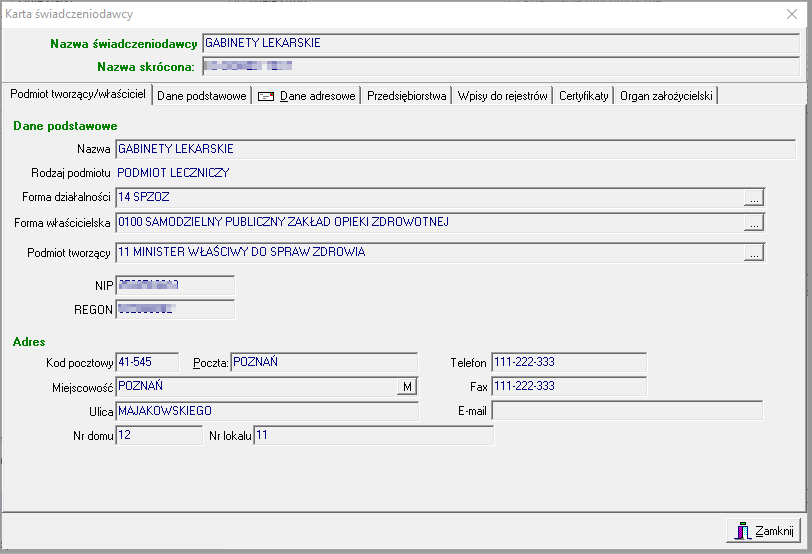 Karta świadczeniodawcy
Nazwa świadczeniodawcy GABINETY LEKARSKIE
Nazwa skrócona:
Podmiot tworzący/właściciel Dane podstawowe Dane adresowe Przedsiębiorstwa Wpisy do rejestrów Certyfikaty Organ założycielski
Dane podstawowe
Nazwa GABINETY LEKARSKIE
Rodzaj podmiotu PODMIOT LECZNICZY
Forma działalności 14 SPZOZ ...
Forma właścicielska 0100 SAMODZIELNY PUBLICZNY ZAKŁAD OPIEKI ZDROWOTNEJ ...
Podmiot tworzący 11 MINISTER WŁAŚCIWY DO SPRAW ZDROWIA ...
NIP
REGON
Adres
Kod pocztowy 41-545 Poczta: POZNAŃ Telefon 111-222-333
Miejscowość POZNAŃ M Fax 111-222-333
Ulica MAJAKOWSKIEGO E-mail
Nr domu 12 Nr lokalu 11
Zamknij